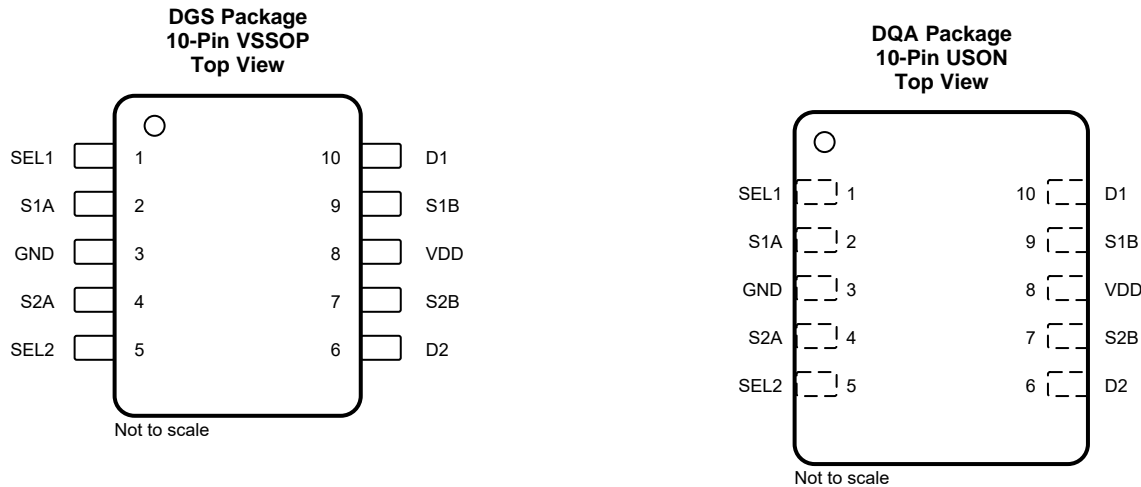 DGS Package
10-Pin VSSOP
Top View
SEL1 1 10 D1
S1A 2 9 S1B
GND 3 8 VDD
S2A 4 7 S2B
SEL2 5 6 D2
Not to scale
DQA Package
10-Pin USON
Top View
SEL1 1 10 D1
S1A 2 9 S1B
GND 3 8 VDD
S2A 4 7 S2B
SEL2 5 6 D2
Not to scale